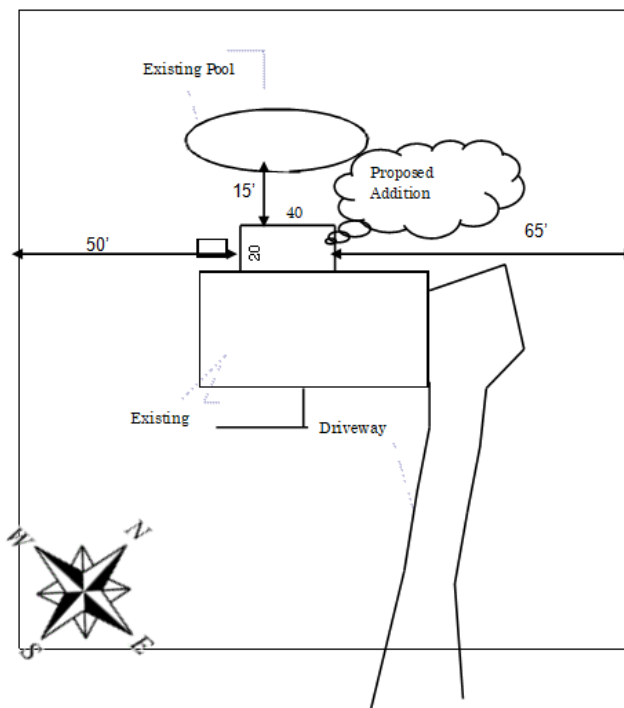 Existing Pool
Proposed
Addition
15'
40
20
50'
65'
Existing
Driveway
N
W
E
S